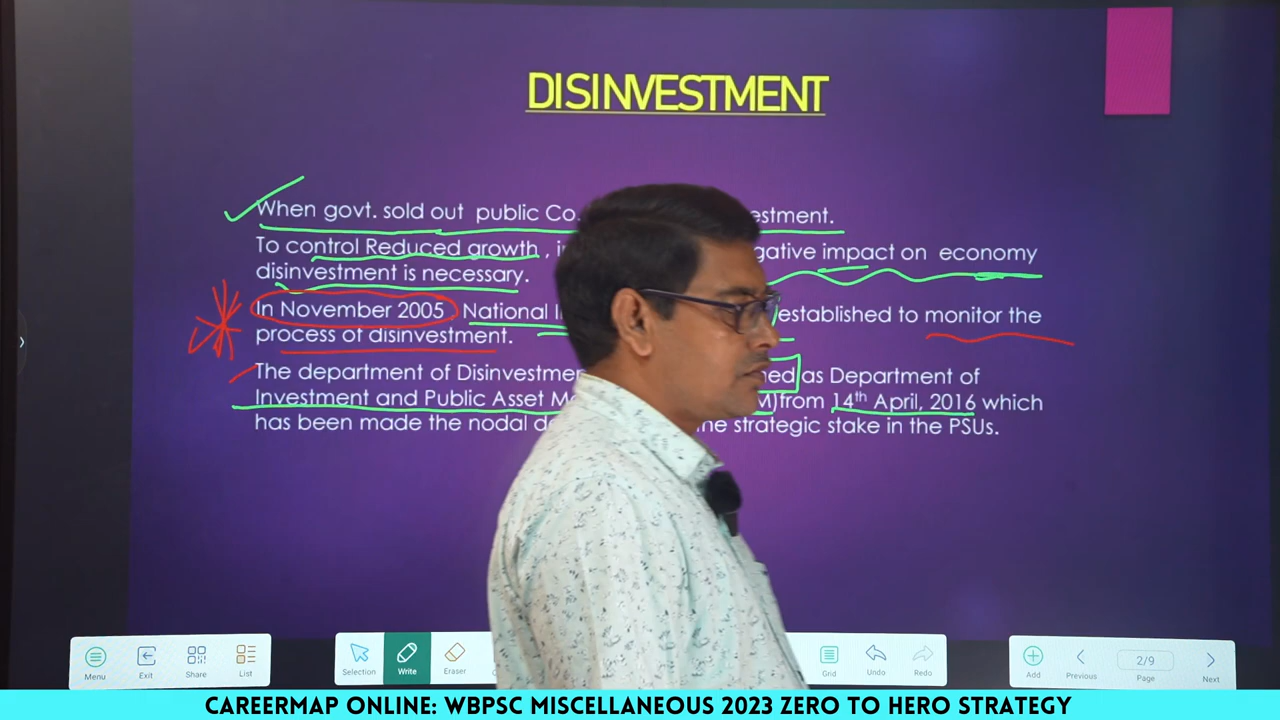 DISINVESTMENT
When govt. sold out public Co. estment.
To control Reduced growth , gative impact on economy
disinvestment is necessary.
In November 2005 National established to monitor the
process of disinvestment.
The department of as Department of
Investment and Public Asset from 14th April, 2016 which
has been made the nodal strategic stake in the PSUs.
Menu Exit Share List Selection Write Eraser Grid Undo Redo Add Previous 2/9 Page Next
CAREERMAP ONLINE: WBPSC MISCELLANEOUS 2023 ZERO TO HERO STRATEGY